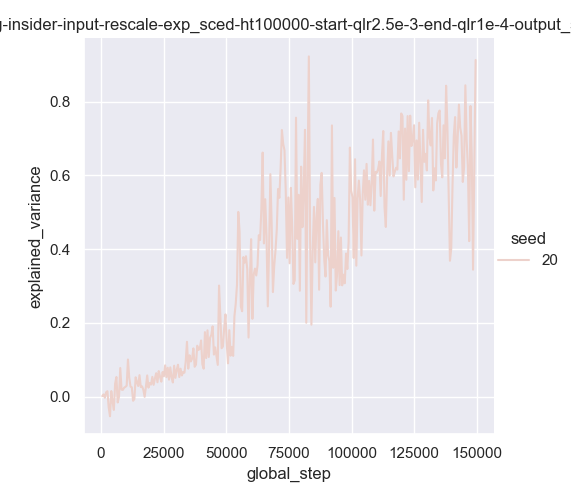 -insider-input-rescale-exp_sced-ht100000-start-qlr2.5e-3-end-qlr1e-4-output_
0.8
0.6
0.4
0.2
0.0
explained_variance
seed
20
0 25000 50000 75000 100000 125000 150000
global_step